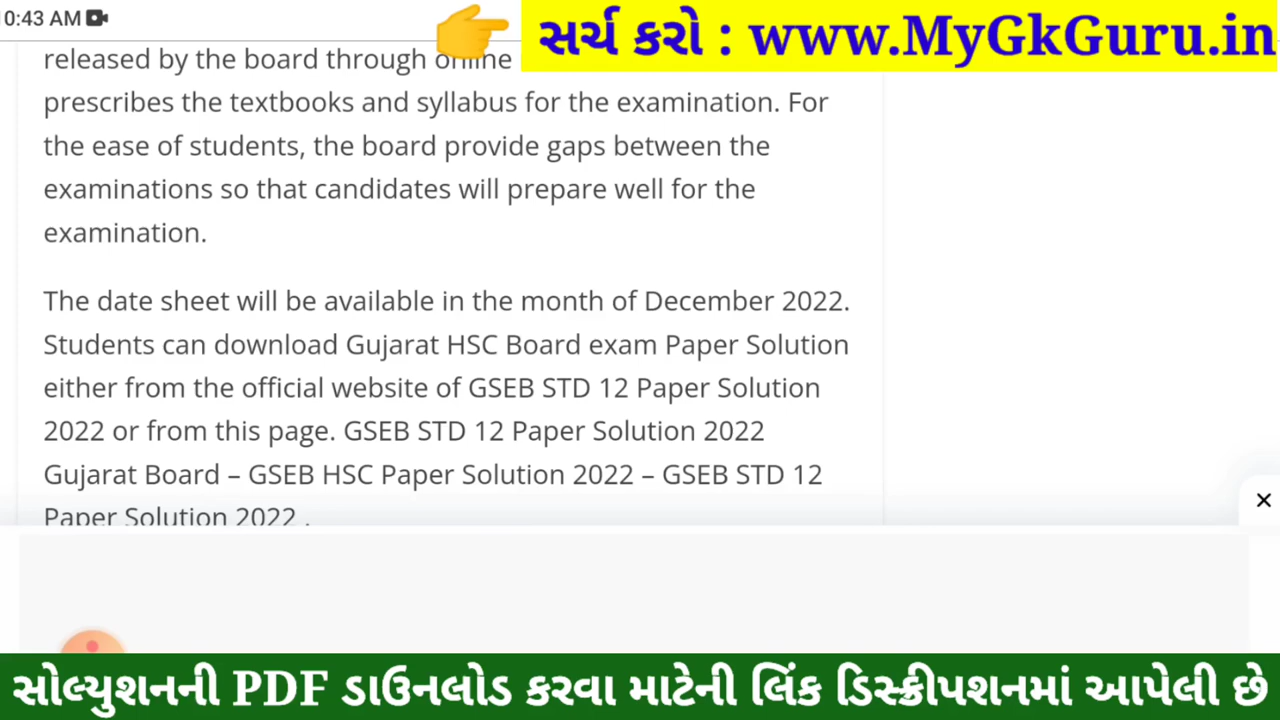 0:43 AM
સર્ચ કરો : www.MyGkGuru.in
released by the board through online
prescribes the textbooks and syllabus for the examination. For
the ease of students, the board provide gaps between the
examinations so that candidates will prepare well for the
examination.
The date sheet will be available in the month of December 2022.
Students can download Gujarat HSC Board exam Paper Solution
either from the official website of GSEB STD 12 Paper Solution
2022 or from this page. GSEB STD 12 Paper Solution 2022
Gujarat Board – GSEB HSC Paper Solution 2022 – GSEB STD 12
Paper Solution 2022 .
સોલ્યુશનની PDF ડાઉનલોડ કરવા માટેની લિંક ડિસ્ક્રીપશનમાં આપેલી છે